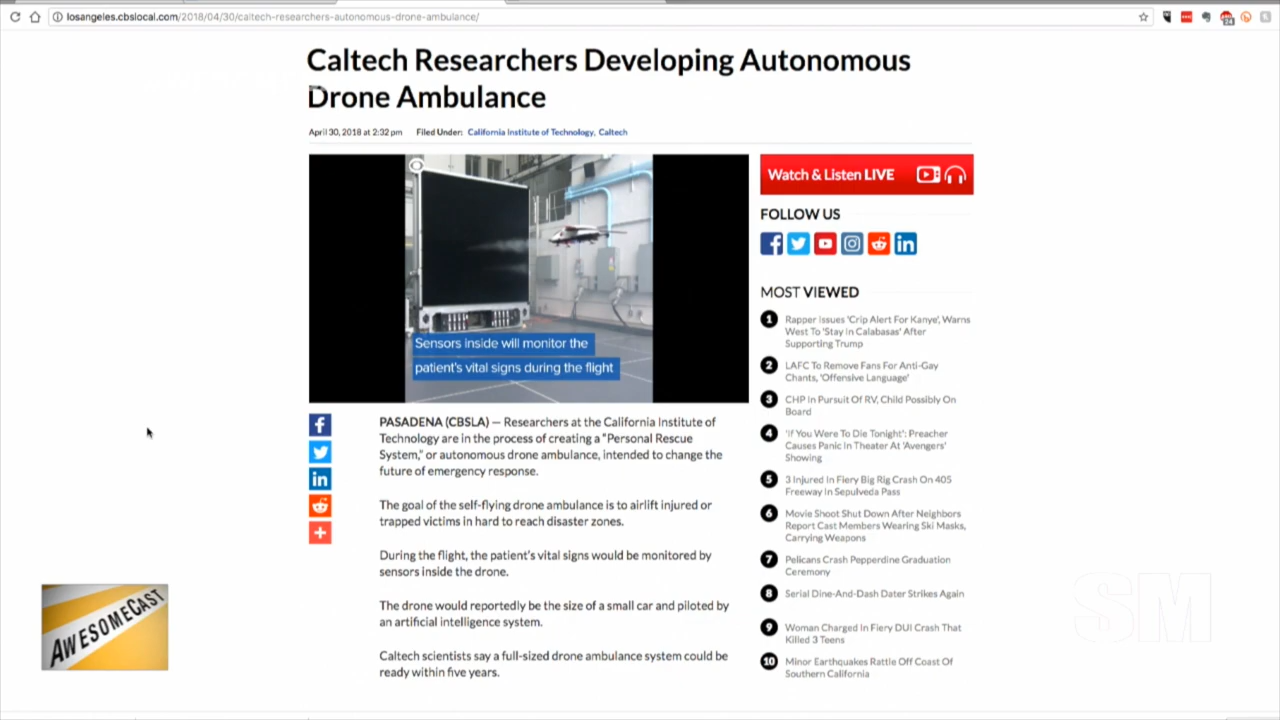 losangeles.cbslocal.com/2018/04/30/caltech-researchers-autonomous-drone-ambulance/
Caltech Researchers Developing Autonomous
Drone Ambulance
April 30, 2018 at 2:32 pm Filed Under: California Institute of Technology, Caltech
Sensors inside will monitor the
patient's vital signs during the flight
PASADENA (CBSLA) — Researchers at the California Institute of
Technology are in the process of creating a “Personal Rescue
System,” or autonomous drone ambulance, intended to change the
future of emergency response.
The goal of the self-flying drone ambulance is to airlift injured or
trapped victims in hard to reach disaster zones.
During the flight, the patient’s vital signs would be monitored by
sensors inside the drone.
The drone would reportedly be the size of a small car and piloted by
an artificial intelligence system.
Caltech scientists say a full-sized drone ambulance system could be
ready within five years.
Watch & Listen LIVE
FOLLOW US
MOST VIEWED
1 Rapper Issues 'Crip Alert For Kanye', Warns
West To 'Stay In Calabasas' After
Supporting Trump
2 LAFC To Remove Fans For Anti-Gay
Chants, 'Offensive Language'
3 CHP In Pursuit Of RV, Child Possibly On
Board
4 'If You Were To Die Tonight': Preacher
Causes Panic In Theater At 'Avengers'
Showing
5 3 Injured In Fiery Big Rig Crash On 405
Freeway In Sepulveda Pass
6 Movie Shoot Shut Down After Neighbors
Report Cast Members Wearing Ski Masks,
Carrying Weapons
7 Pelicans Crash Pepperdine Graduation
Ceremony
8 Serial Dine-And-Dash Dater Strikes Again
9 Woman Charged In Fiery DUI Crash That
Killed 3 Teens
10 Minor Earthquakes Rattle Off Coast Of
Southern California
AWESOMECAST
SM